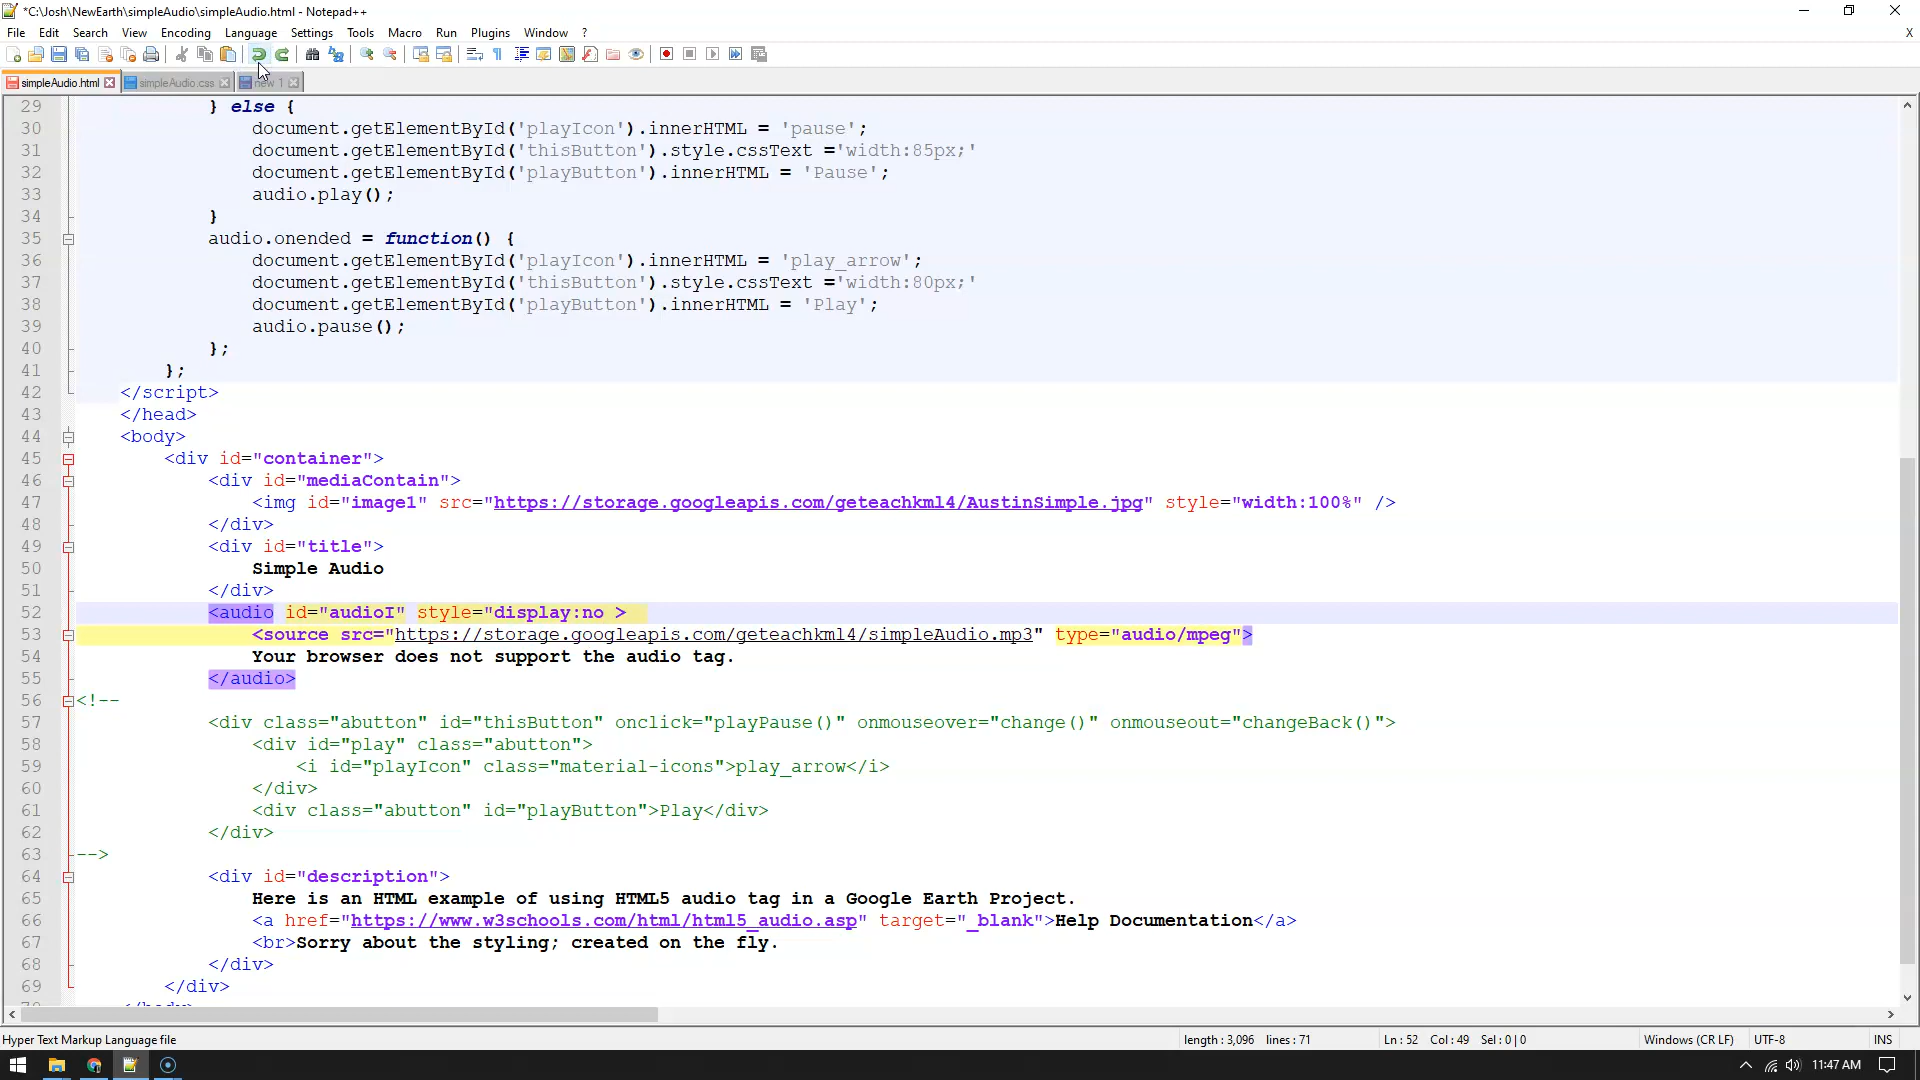 *C:\Josh\NewEarth\simpleAudio\simpleAudio.html - Notepad++
File Edit Search View Encoding Language Settings Tools Macro Run Plugins Window ? X
simpleAudio.html simpleAudio.css new 1
29 } else {
30 document.getElementById('playIcon').innerHTML = 'pause';
31 document.getElementById('thisButton').style.cssText ='width:85px;'
32 document.getElementById('playButton').innerHTML = 'Pause';
33 audio.play();
34 }
35 audio.onended = function() {
36 document.getElementById('playIcon').innerHTML = 'play_arrow';
37 document.getElementById('thisButton').style.cssText ='width:80px;'
38 document.getElementById('playButton').innerHTML = 'Play';
39 audio.pause();
40 };
41 };
42 </script>
43 </head>
44 <body>
45 <div id="container">
46 <div id="mediaContain">
47 <img id="image1" src="https://storage.googleapis.com/geteachkml4/AustinSimple.jpg" style="width:100%" />
48 </div>
49 <div id="title">
50 Simple Audio
51 </div>
52 <audio id="audioI" style="display:no >
53 <source src="https://storage.googleapis.com/geteachkml4/simpleAudio.mp3" type="audio/mpeg">
54 Your browser does not support the audio tag.
55 </audio>
56 <!--
57 <div class="abutton" id="thisButton" onclick="playPause()" onmouseover="change()" onmouseout="changeBack()">
58 <div id="play" class="abutton">
59 <i id="playIcon" class="material-icons">play_arrow</i>
60 </div>
61 <div class="abutton" id="playButton">Play</div>
62 </div>
63 -->
64 <div id="description">
65 Here is an HTML example of using HTML5 audio tag in a Google Earth Project.
66 <a href="https://www.w3schools.com/html/html5_audio.asp" target="_blank">Help Documentation</a>
67 <br>Sorry about the styling; created on the fly.
68 </div>
69 </div>
Hyper Text Markup Language file length : 3,096 lines : 71 Ln : 52 Col : 49 Sel : 0 | 0 Windows (CR LF) UTF-8 INS
11:47 AM